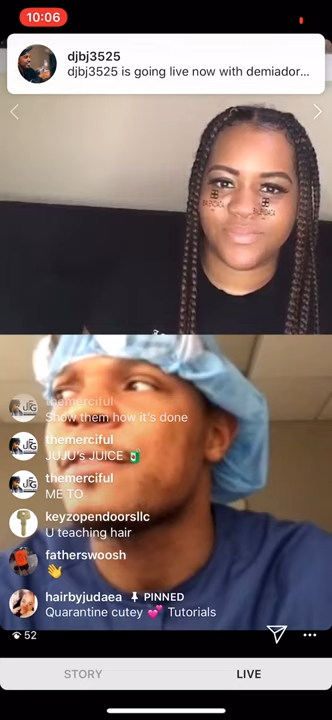 10:06
djbj3525
djbj3525 is going live now with demiador...
themerciful
Show them how it's done
themerciful
JUJU's JUICE 🇲🇽
themerciful
ME TO
keyzopendoorsllc
U teaching hair
fatherswoosh
👋
hairbyjudaea PINNED
Quarantine cutey 💞 Tutorials
52
STORY LIVE